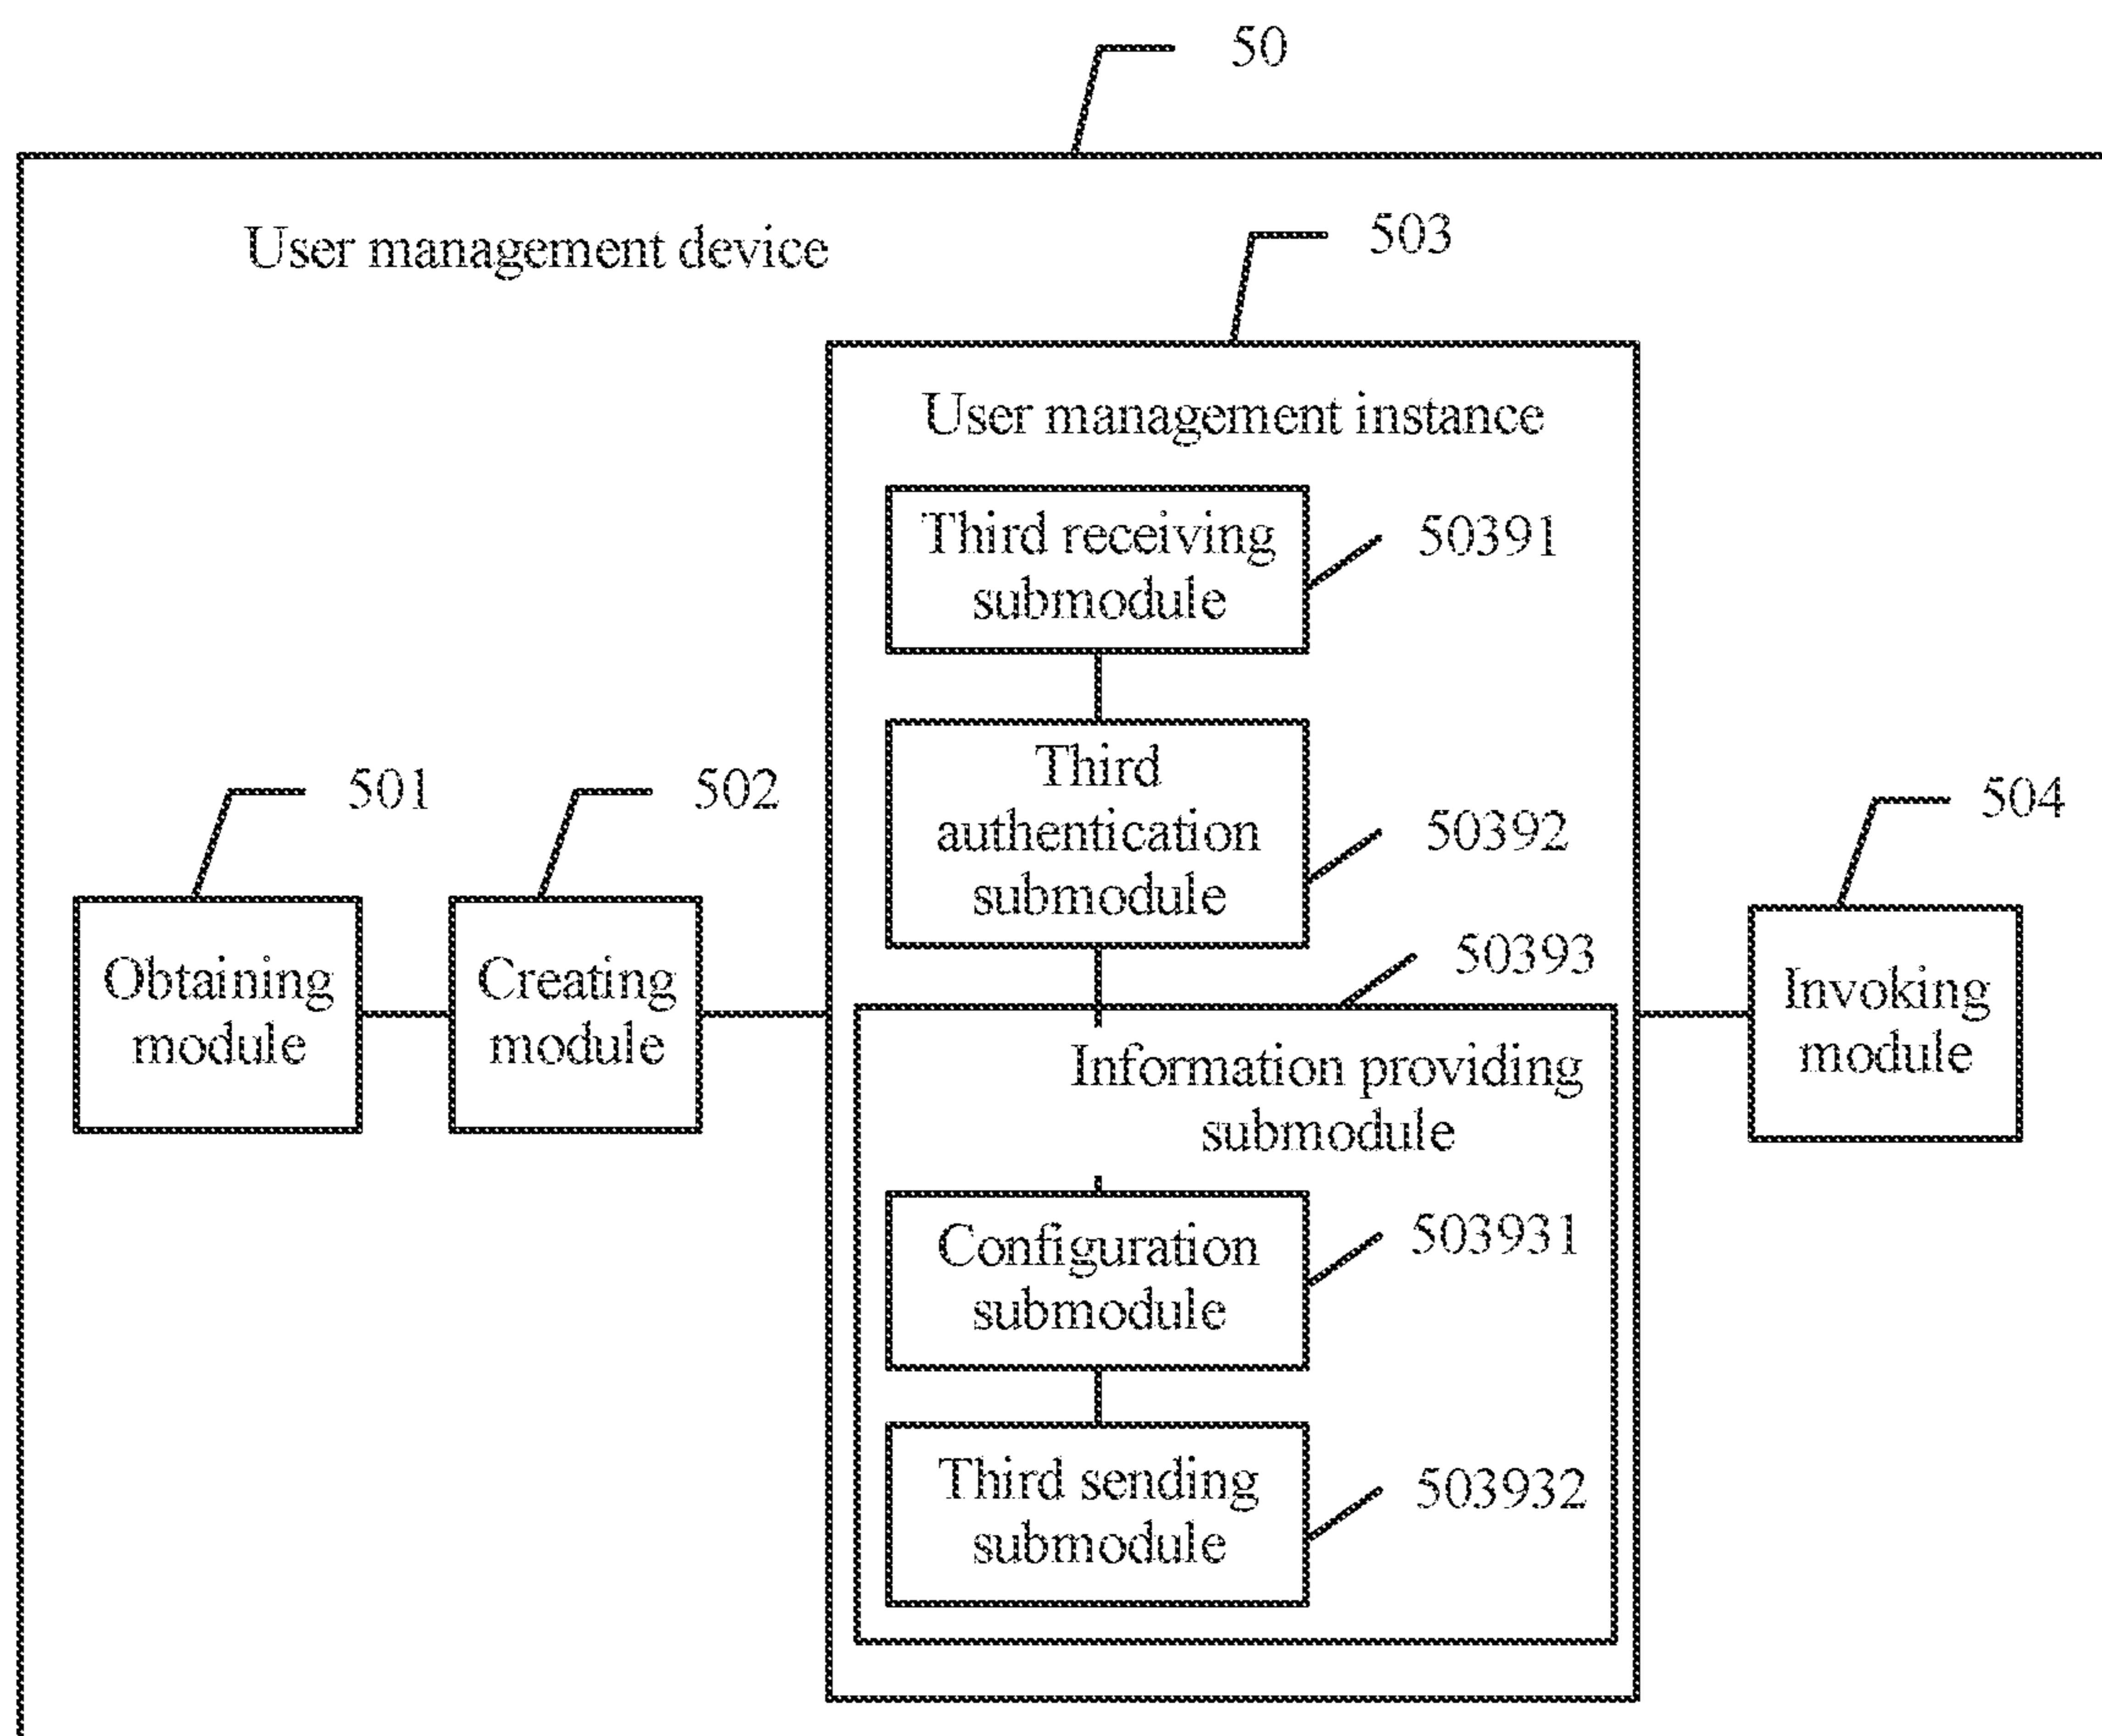 50
User management device
503
User management instance
Third receiving
submodule
50391
Third
authentication
submodule
50392
501
502
504
Obtaining
module
Creating
module
50393
Invoking
module
Information providing
submodule
Configuration
submodule
503931
Third sending
submodule
503932